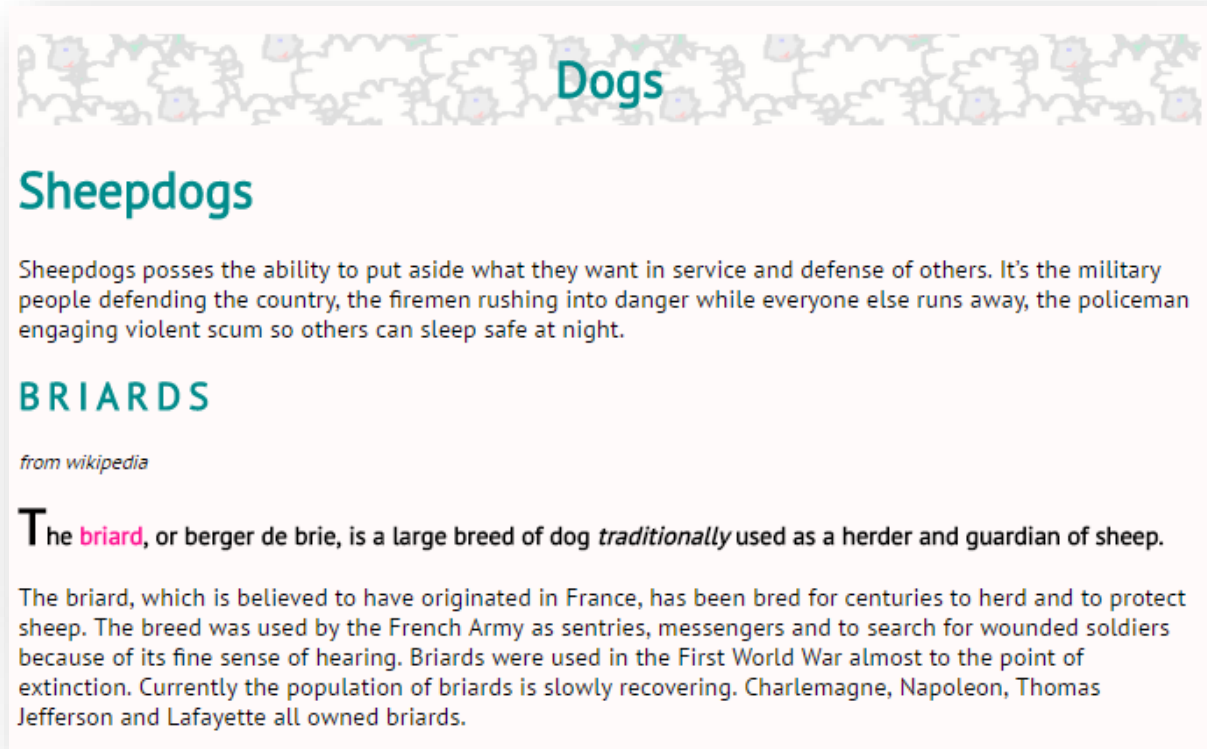 Dogs
Sheepdogs
Sheepdogs posses the ability to put aside what they want in service and defense of others. It’s the military
people defending the country, the firemen rushing into danger while everyone else runs away, the policeman
engaging violent scum so others can sleep safe at night.
BRIARDS
from wikipedia
The briard, or berger de brie, is a large breed of dog traditionally used as a herder and guardian of sheep.
The briard, which is believed to have originated in France, has been bred for centuries to herd and to protect
sheep. The breed was used by the French Army as sentries, messengers and to search for wounded soldiers
because of its fine sense of hearing. Briards were used in the First World War almost to the point of
extinction. Currently the population of briards is slowly recovering. Charlemagne, Napoleon, Thomas
Jefferson and Lafayette all owned briards.